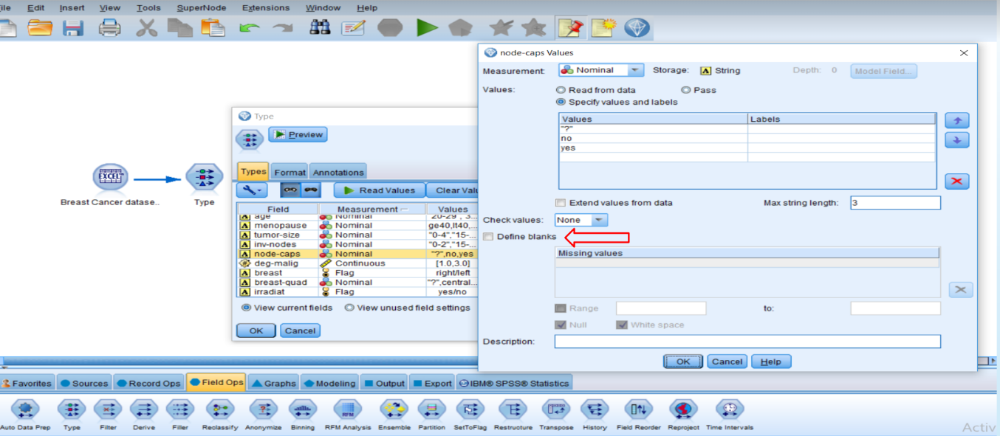 ile Edit Insert View Tools SuperNode Extensions Window Help
EXCEL
Breast Cancer datase..
Type
Type
Preview
Types Format Annotations
Read Values Clear Valu
Field Measurement Values
age Nominal "20-29","3...
menopause Nominal ge40,lt40,...
tumor-size Nominal "0-4","15-...
inv-nodes Nominal "0-2","15-...
node-caps Nominal "?",no,yes
deg-malig Continuous [1.0,3.0]
breast Flag right/left
breast-quad Nominal "?",central...
irradiat Flag yes/no
View current fields View unused field settings
OK Cancel
node-caps Values
Measurement: Nominal Storage: A String Depth: 0 Model Field...
Values: Read from data Pass
Specify values and labels
Values Labels
"?"
no
yes
Extend values from data Max string length: 3
Check values: None
Define blanks
Missing values
Range to:
Null White space
Description:
OK Cancel Help
Favorites Sources Record Ops Field Ops Graphs Modeling Output Export IBM® SPSS® Statistics
Auto Data Prep Type Filter Derive Filler Reclassify Anonymize Binning RFM Analysis Ensemble Partition SetToFlag Restructure Transpose History Field Reorder Reproject Time Intervals
Activ